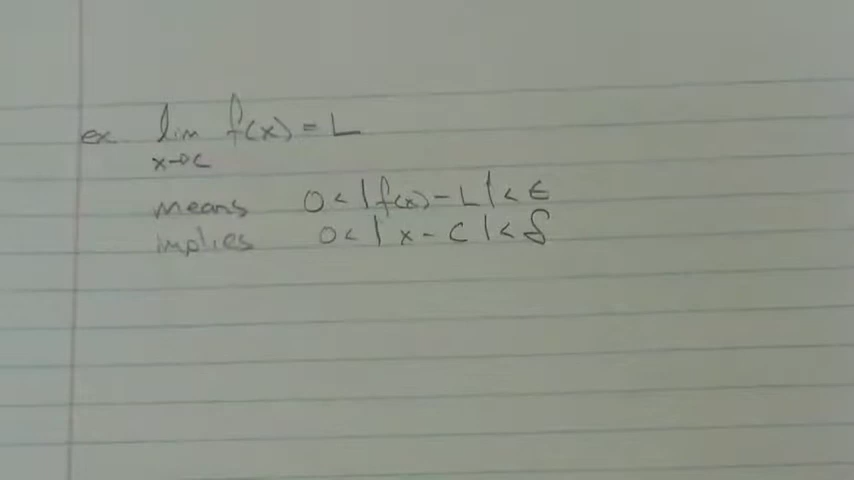 ex lim f(x) = L
x→c
means 0 < |f(x) - L| < ε
implies 0 < |x - c| < δ